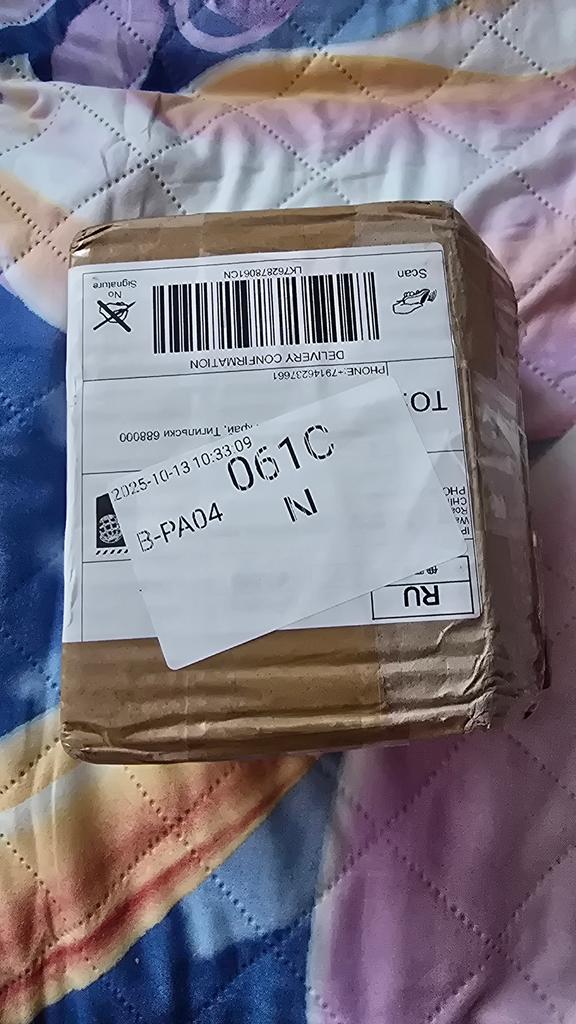 LK762878061CN
Scan
No
Signature
DELIVERY CONFIRMATION
PHONE:+79146237661
TO:
край, Тигильски 688000
2025-10-13 10:33:09
061C
N
B-PA04
RU